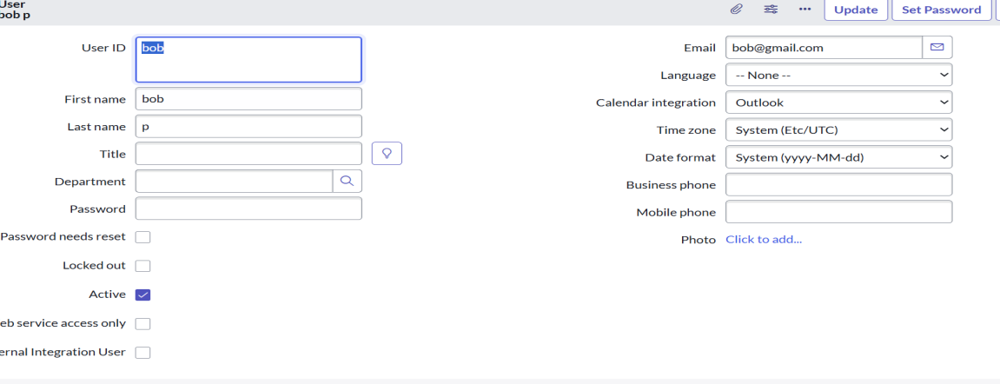 User
bob p
Update
Set Password
User ID
bob
First name
bob
Last name
p
Title
Department
Password
Password needs reset
Locked out
Active
eb service access only
ernal Integration User
Email
bob@gmail.com
Language
-- None --
Calendar integration
Outlook
Time zone
System (Etc/UTC)
Date format
System (yyyy-MM-dd)
Business phone
Mobile phone
Photo
Click to add...